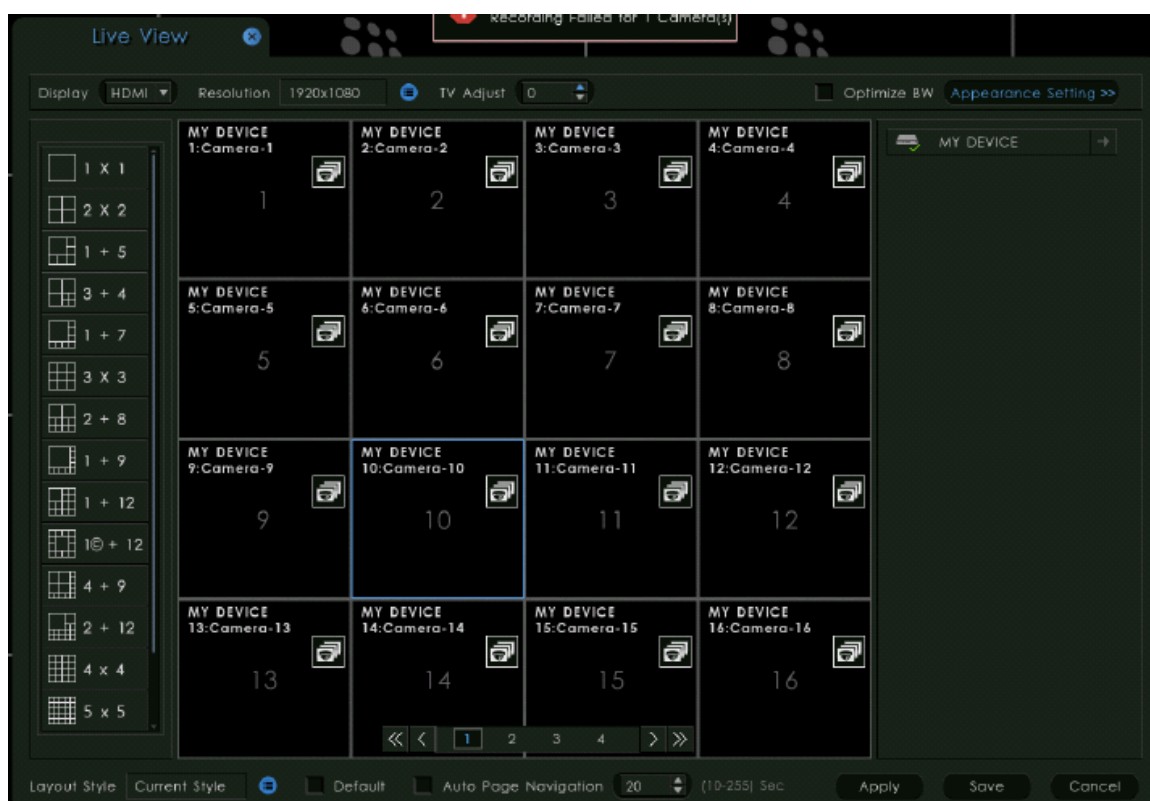 Recording Failed for 1 Camera(s)
Live View
Display HDMI Resolution 1920x1080 TV Adjust 0 Optimize BW Appearance Setting >>
MY DEVICE
1 X 1
2 X 2
1 + 5
3 + 4
1 + 7
3 X 3
2 + 8
1 + 9
1 + 12
1© + 12
4 + 9
2 + 12
4 x 4
5 x 5
MY DEVICE MY DEVICE MY DEVICE MY DEVICE
1:Camera-1 2:Camera-2 3:Camera-3 4:Camera-4
1 2 3 4
MY DEVICE MY DEVICE MY DEVICE MY DEVICE
5:Camera-5 6:Camera-6 7:Camera-7 8:Camera-8
5 6 7 8
MY DEVICE MY DEVICE MY DEVICE MY DEVICE
9:Camera-9 10:Camera-10 11:Camera-11 12:Camera-12
9 10 11 12
MY DEVICE MY DEVICE MY DEVICE MY DEVICE
13:Camera-13 14:Camera-14 15:Camera-15 16:Camera-16
13 14 15 16
1 2 3 4
Layout Style Current Style Default Auto Page Navigation 20 (10-255) Sec Apply Save Cancel